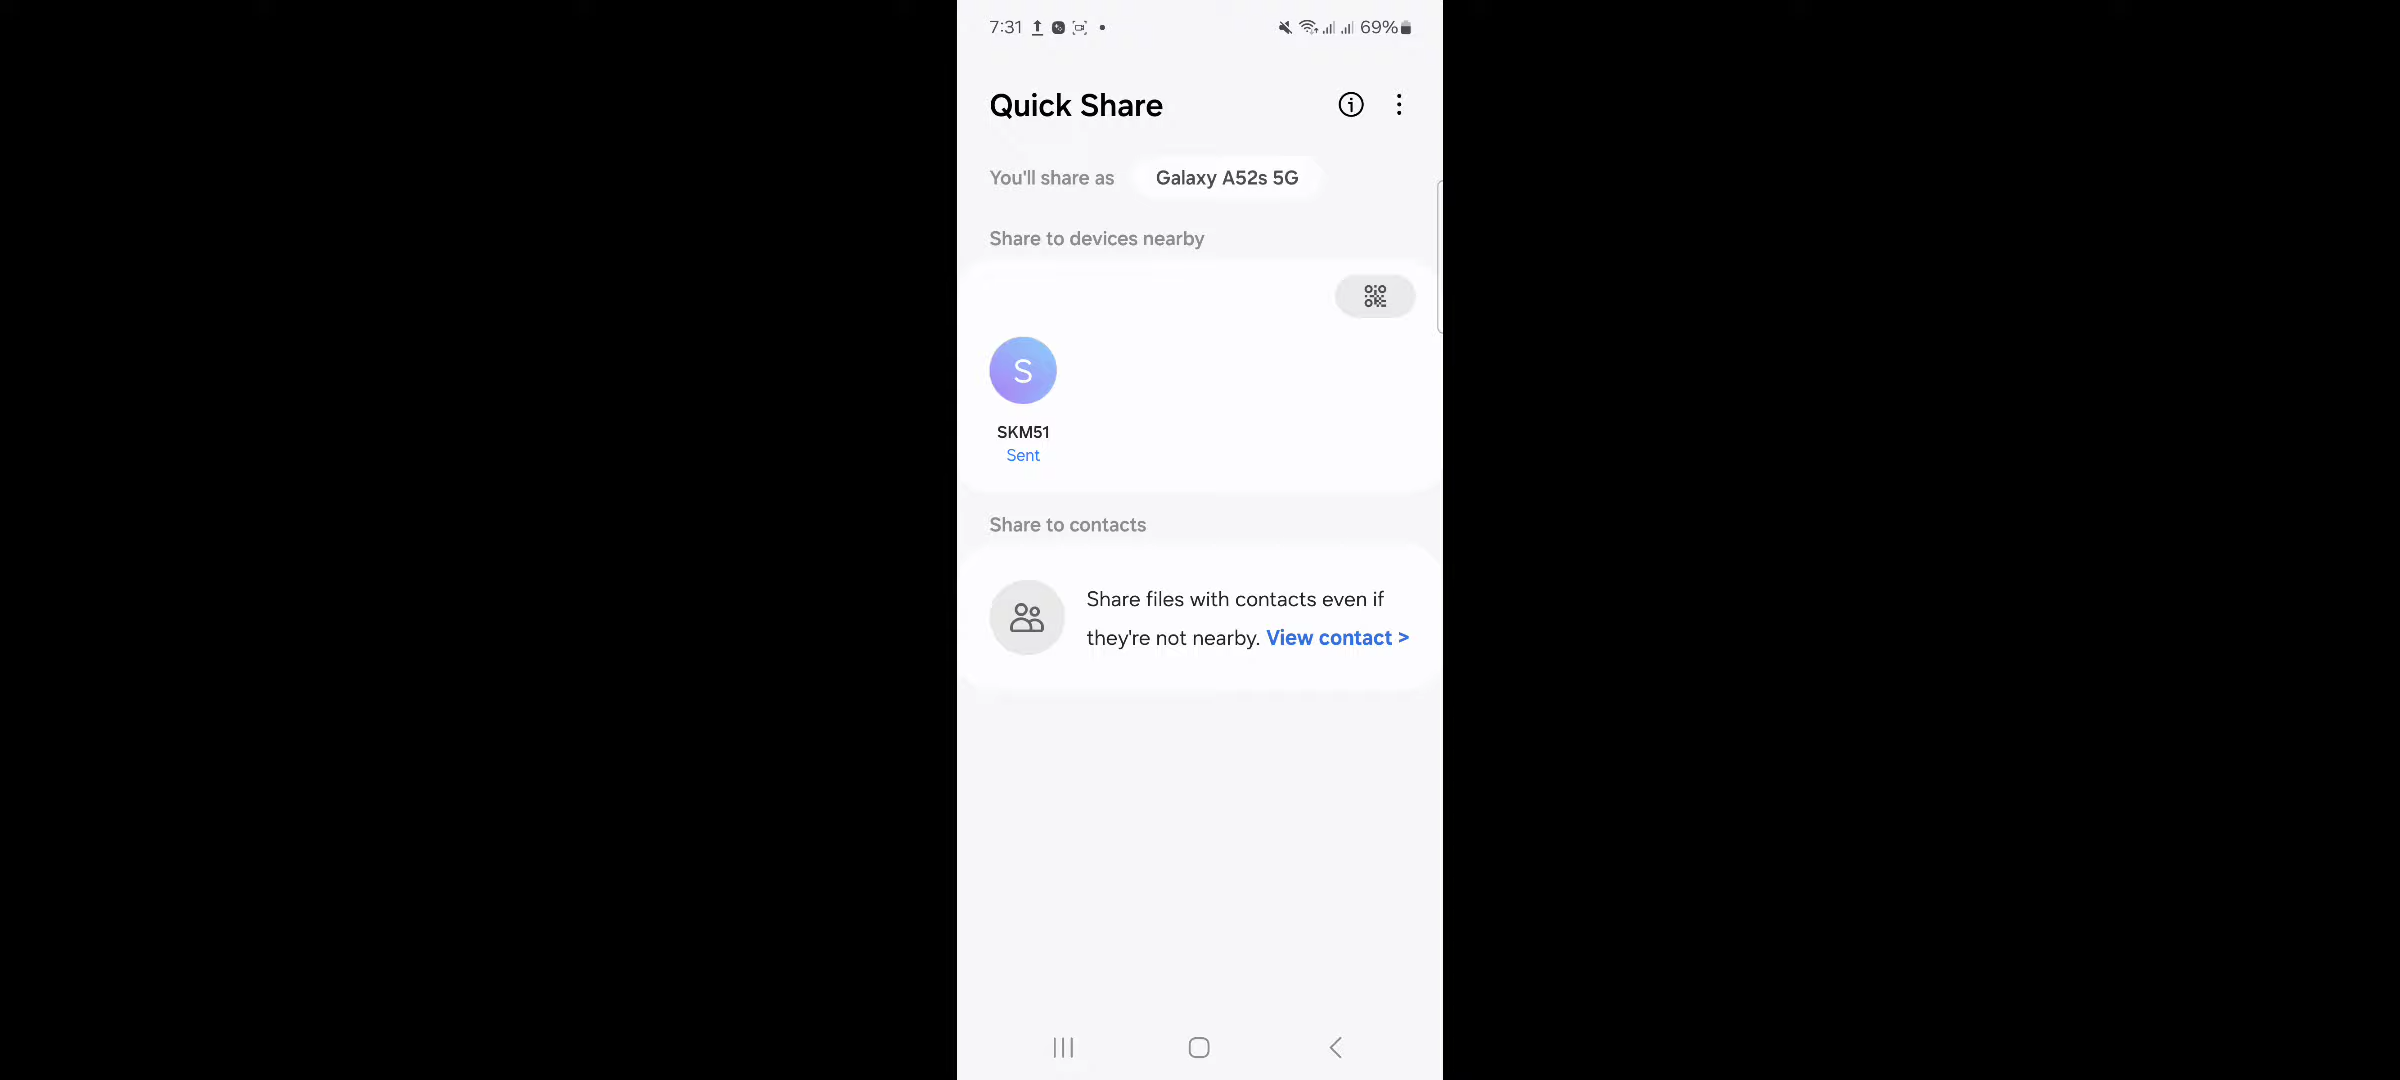 7:31 69%
Quick Share
You'll share as Galaxy A52s 5G
Share to devices nearby
S
SKM51
Sent
Share to contacts
Share files with contacts even if
they're not nearby. View contact >